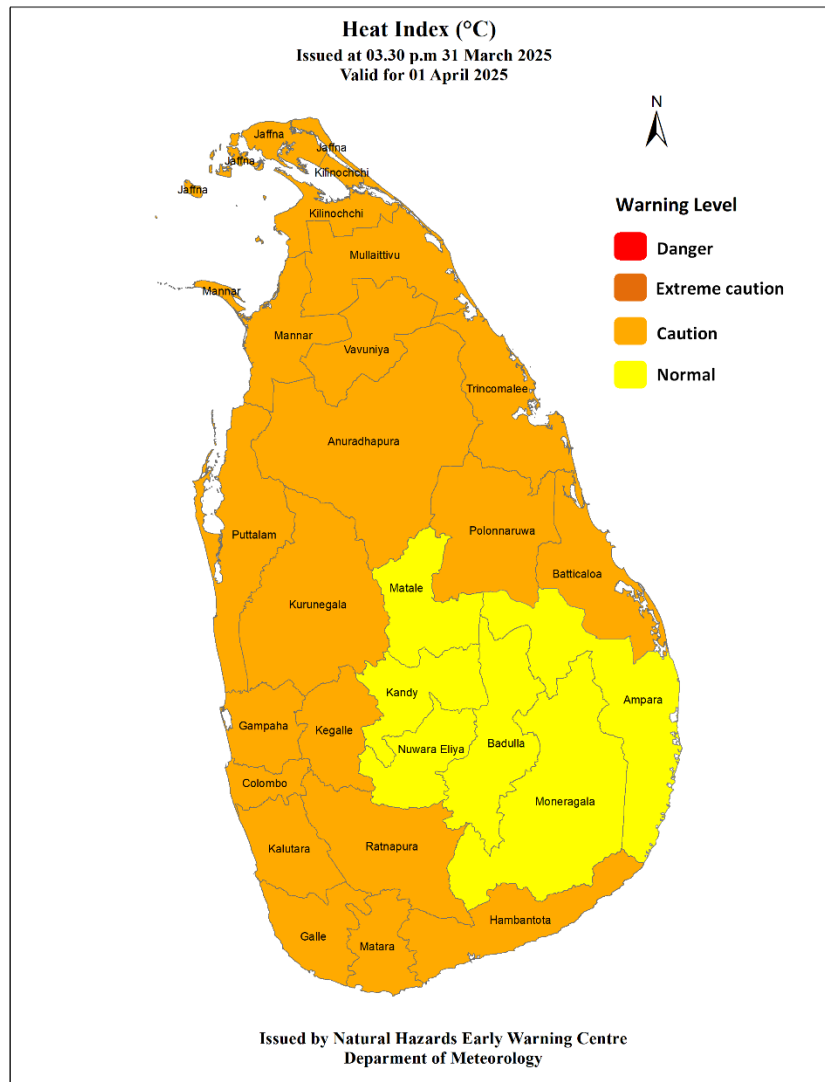 Heat Index (°C)
Issued at 03.30 p.m 31 March 2025
Valid for 01 April 2025
N
Jaffna
Jaffna
Jaffna
Kilinochchi
Jaffna
Kilinochchi
Mullaittivu
Mannar
Mannar
Vavuniya
Trincomalee
Anuradhapura
Polonnaruwa
Puttalam
Batticaloa
Matale
Kurunegala
Kandy
Ampara
Gampaha
Kegalle
Nuwara Eliya
Badulla
Colombo
Moneragala
Kalutara
Ratnapura
Hambantota
Galle
Matara
Warning Level
Danger
Extreme caution
Caution
Normal
Issued by Natural Hazards Early Warning Centre
Deparment of Meteorology